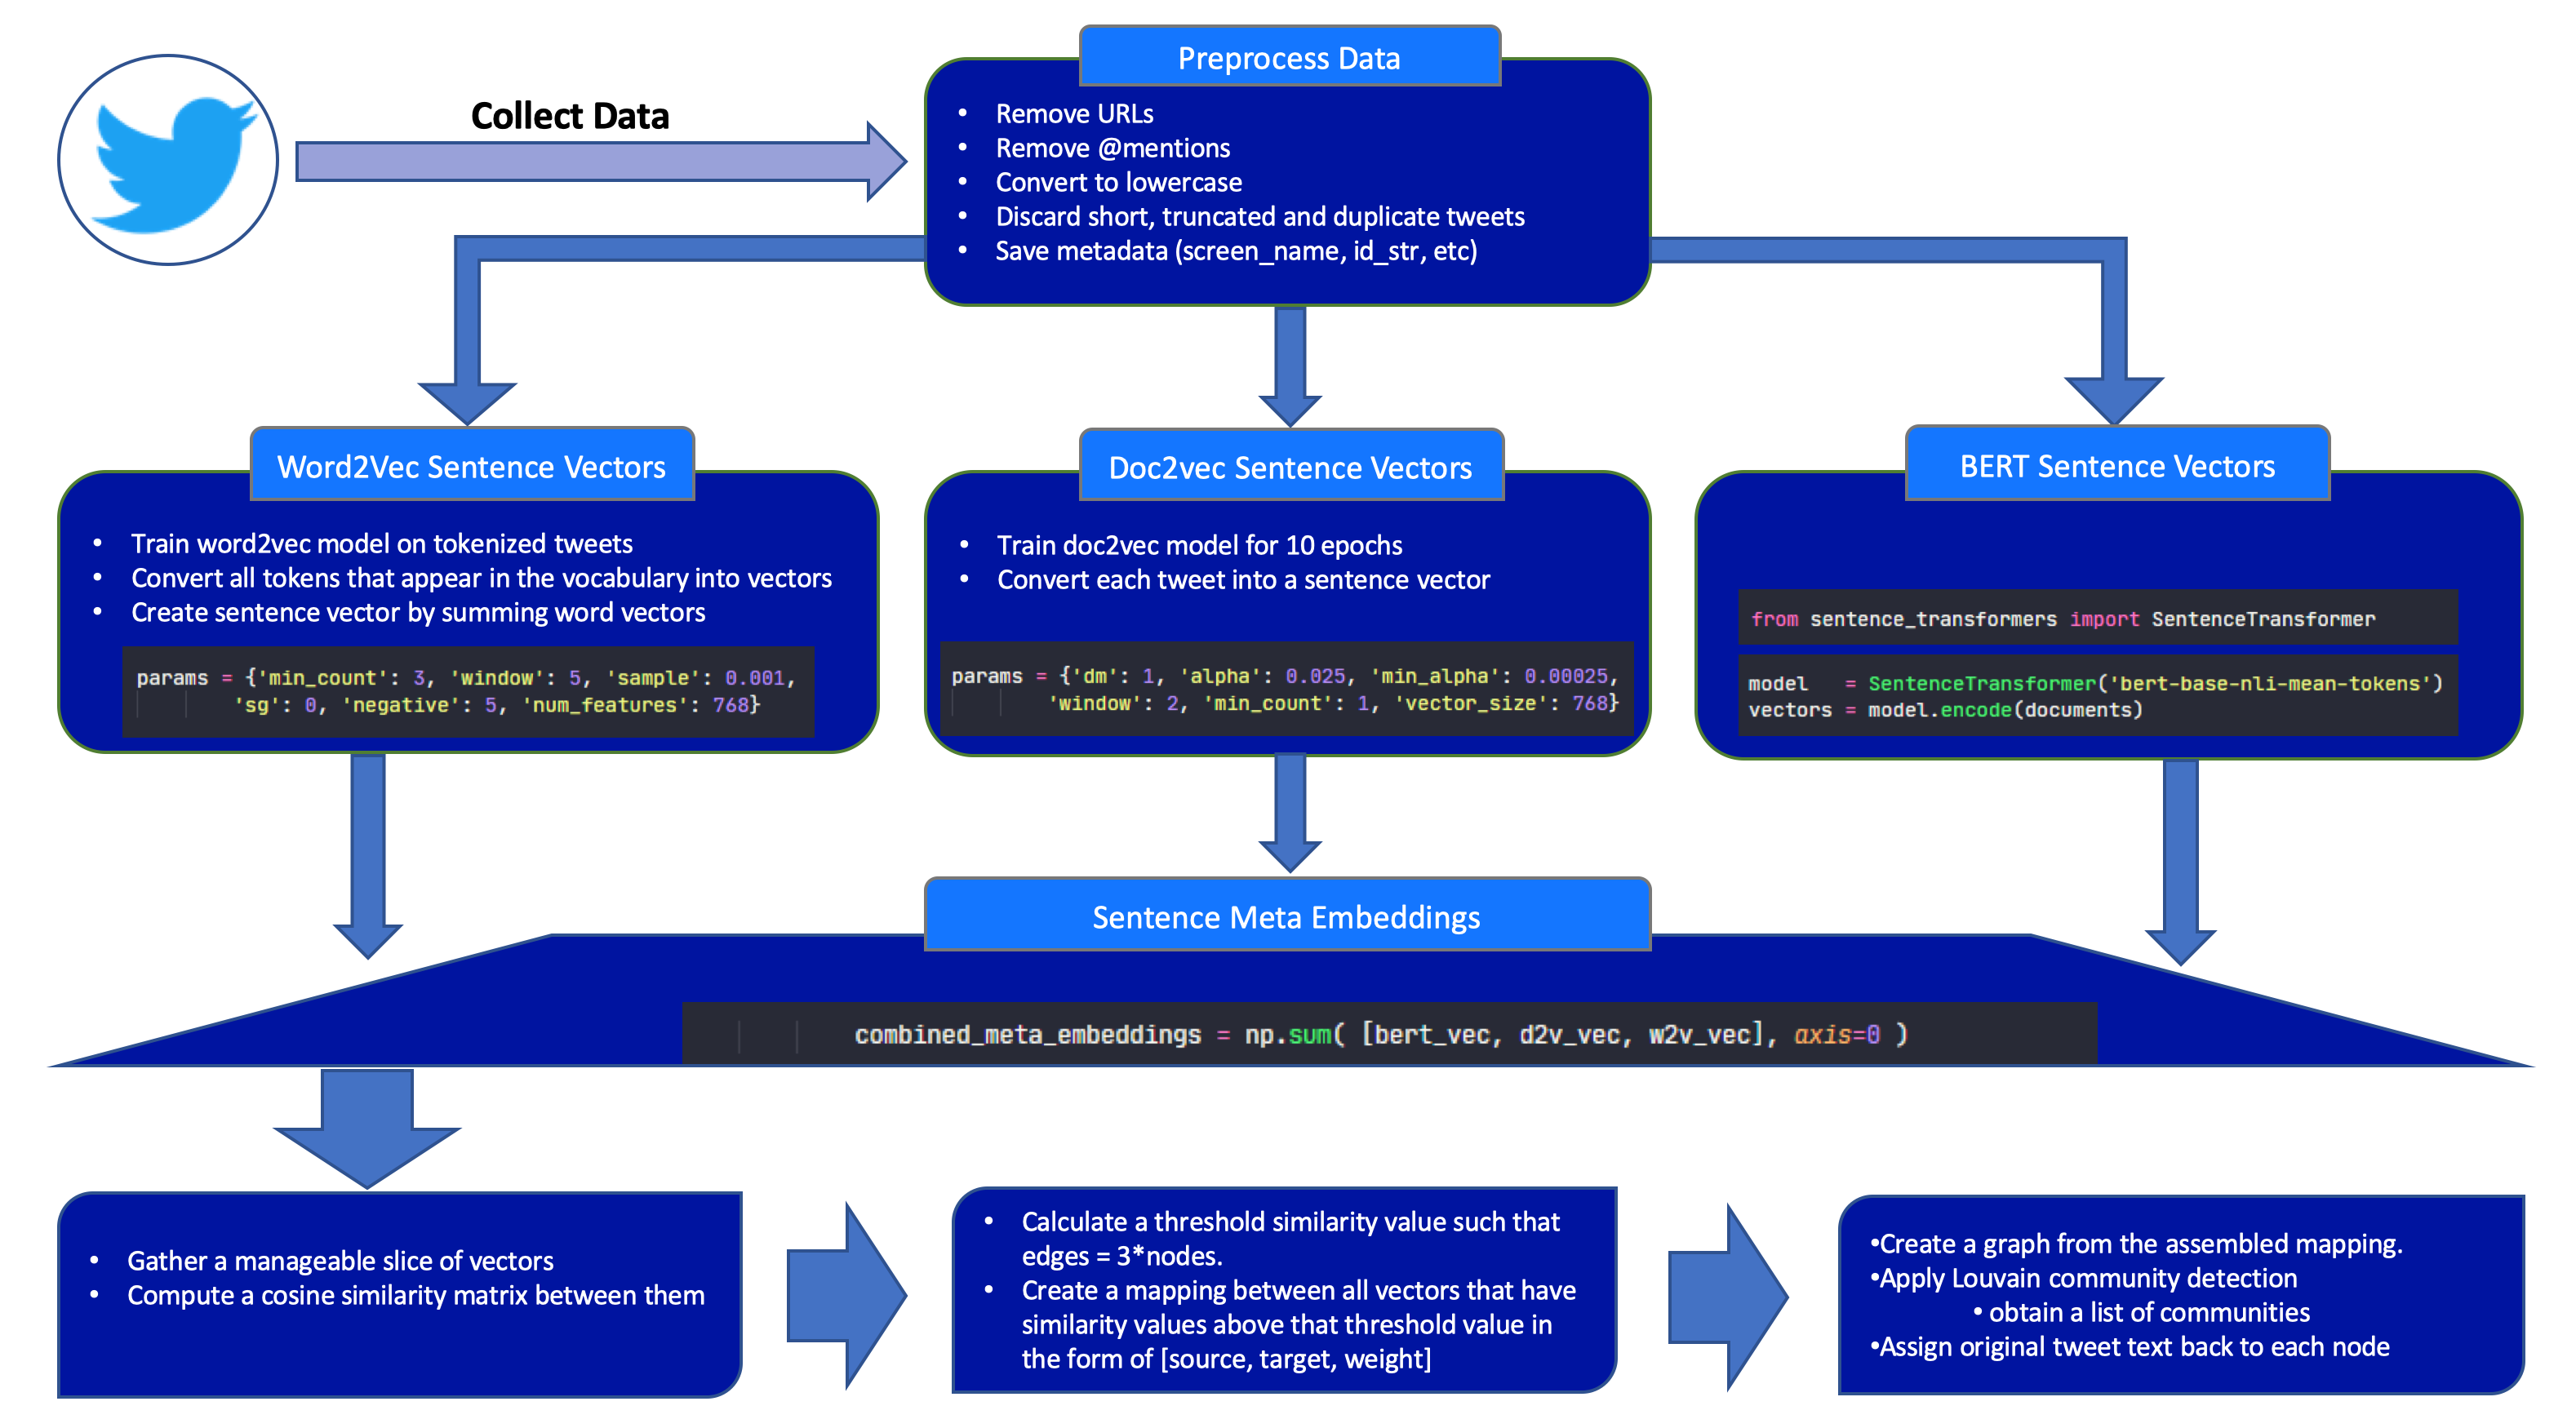 Collect Data
Preprocess Data
• Remove URLs
• Remove @mentions
• Convert to lowercase
• Discard short, truncated and duplicate tweets
• Save metadata (screen_name, id_str, etc)
Word2Vec Sentence Vectors
• Train word2vec model on tokenized tweets
• Convert all tokens that appear in the vocabulary into vectors
• Create sentence vector by summing word vectors
params = {'min_count': 3, 'window': 5, 'sample': 0.001,
'sg': 0, 'negative': 5, 'num_features': 768}
Doc2vec Sentence Vectors
• Train doc2vec model for 10 epochs
• Convert each tweet into a sentence vector
params = {'dm': 1, 'alpha': 0.025, 'min_alpha': 0.00025,
'window': 2, 'min_count': 1, 'vector_size': 768}
BERT Sentence Vectors
from sentence_transformers import SentenceTransformer
model = SentenceTransformer('bert-base-nli-mean-tokens')
vectors = model.encode(documents)
Sentence Meta Embeddings
combined_meta_embeddings = np.sum( [bert_vec, d2v_vec, w2v_vec], axis=0 )
• Gather a manageable slice of vectors
• Compute a cosine similarity matrix between them
• Calculate a threshold similarity value such that
edges = 3*nodes.
• Create a mapping between all vectors that have
similarity values above that threshold value in
the form of [source, target, weight]
•Create a graph from the assembled mapping.
•Apply Louvain community detection
• obtain a list of communities
•Assign original tweet text back to each node